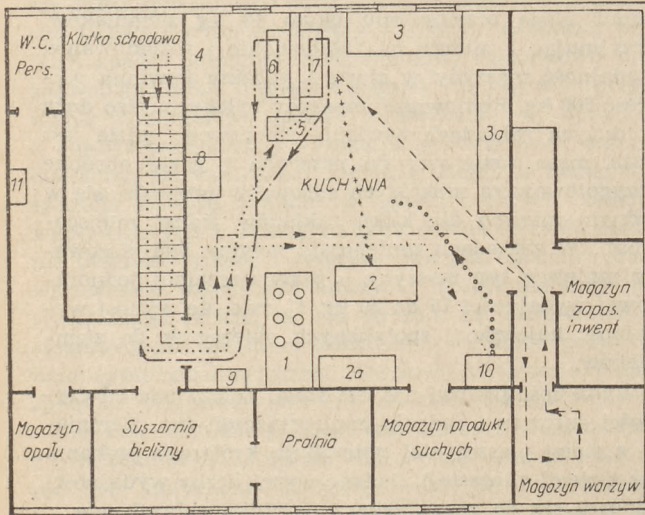 W.C.
Pers.
Klatka schodowa
4
6
7
3
5
3a
8
11
KUCHNIA
2
Magazyn
zapas.
inwent
1
9
2a
10
Magazyn
opału
Suszarnia
bielizny
Pralnia
Magazyn produkt.
suchych
Magazyn warzyw